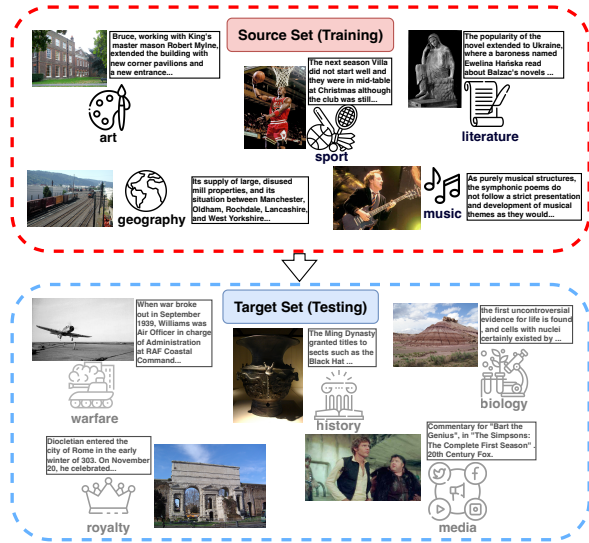 Source Set (Training)
Bruce, working with King's
master mason Robert Mylne,
extended the building with
new corner pavilions and
a new entrance...
art
The next season Villa
did not start well and
they were in mid-table
at Christmas although
the club was still...
sport
The popularity of the
novel extended to Ukraine,
where a baroness named
Ewelina Hańska read
about Balzac's novels ...
literature
Its supply of large, disused
mill properties, and its
situation between Manchester,
Oldham, Rochdale, Lancashire,
and West Yorkshire...
geography
As purely musical structures,
the symphonic poems do
not follow a strict presentation
and development of musical
themes as they would...
music
Target Set (Testing)
When war broke
out in September
1939, Williams was
Air Officer in charge
of Administration
at RAF Coastal
Command...
warfare
The Ming Dynasty
granted titles to
sects such as the
Black Hat ...
history
the first uncontroversial
evidence for life is found
, and cells with nuclei
certainly existed by ...
biology
Diocletian entered the
city of Rome in the early
winter of 303. On November
20, he celebrated...
royalty
Commentary for "Bart the
Genius", in "The Simpsons:
The Complete First Season" .
20th Century Fox.
media